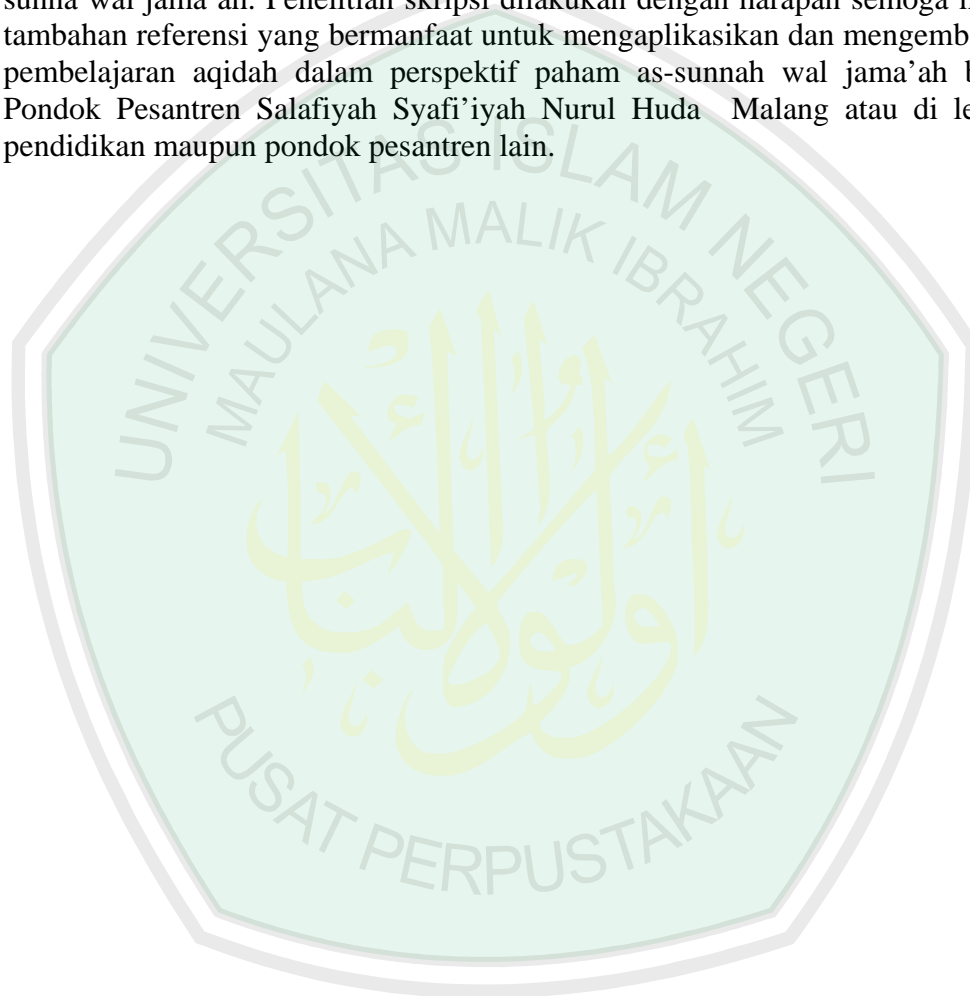 tambahan referensi yang bermanfaat untuk mengaplikasikan dan mengemb
pembelajaran aqidah dalam perspektif paham as-sunnah wal jama’ah b
Pondok Pesantren Salafiyah Syafi’iyah Nurul Huda Malang atau di le
pendidikan maupun pondok pesantren lain.
UNIVERSITAS ISLAM NEGERI
MAULANA MALIK IBRAHIM
أولوا الألباب
PUSAT PERPUSTAKAAN